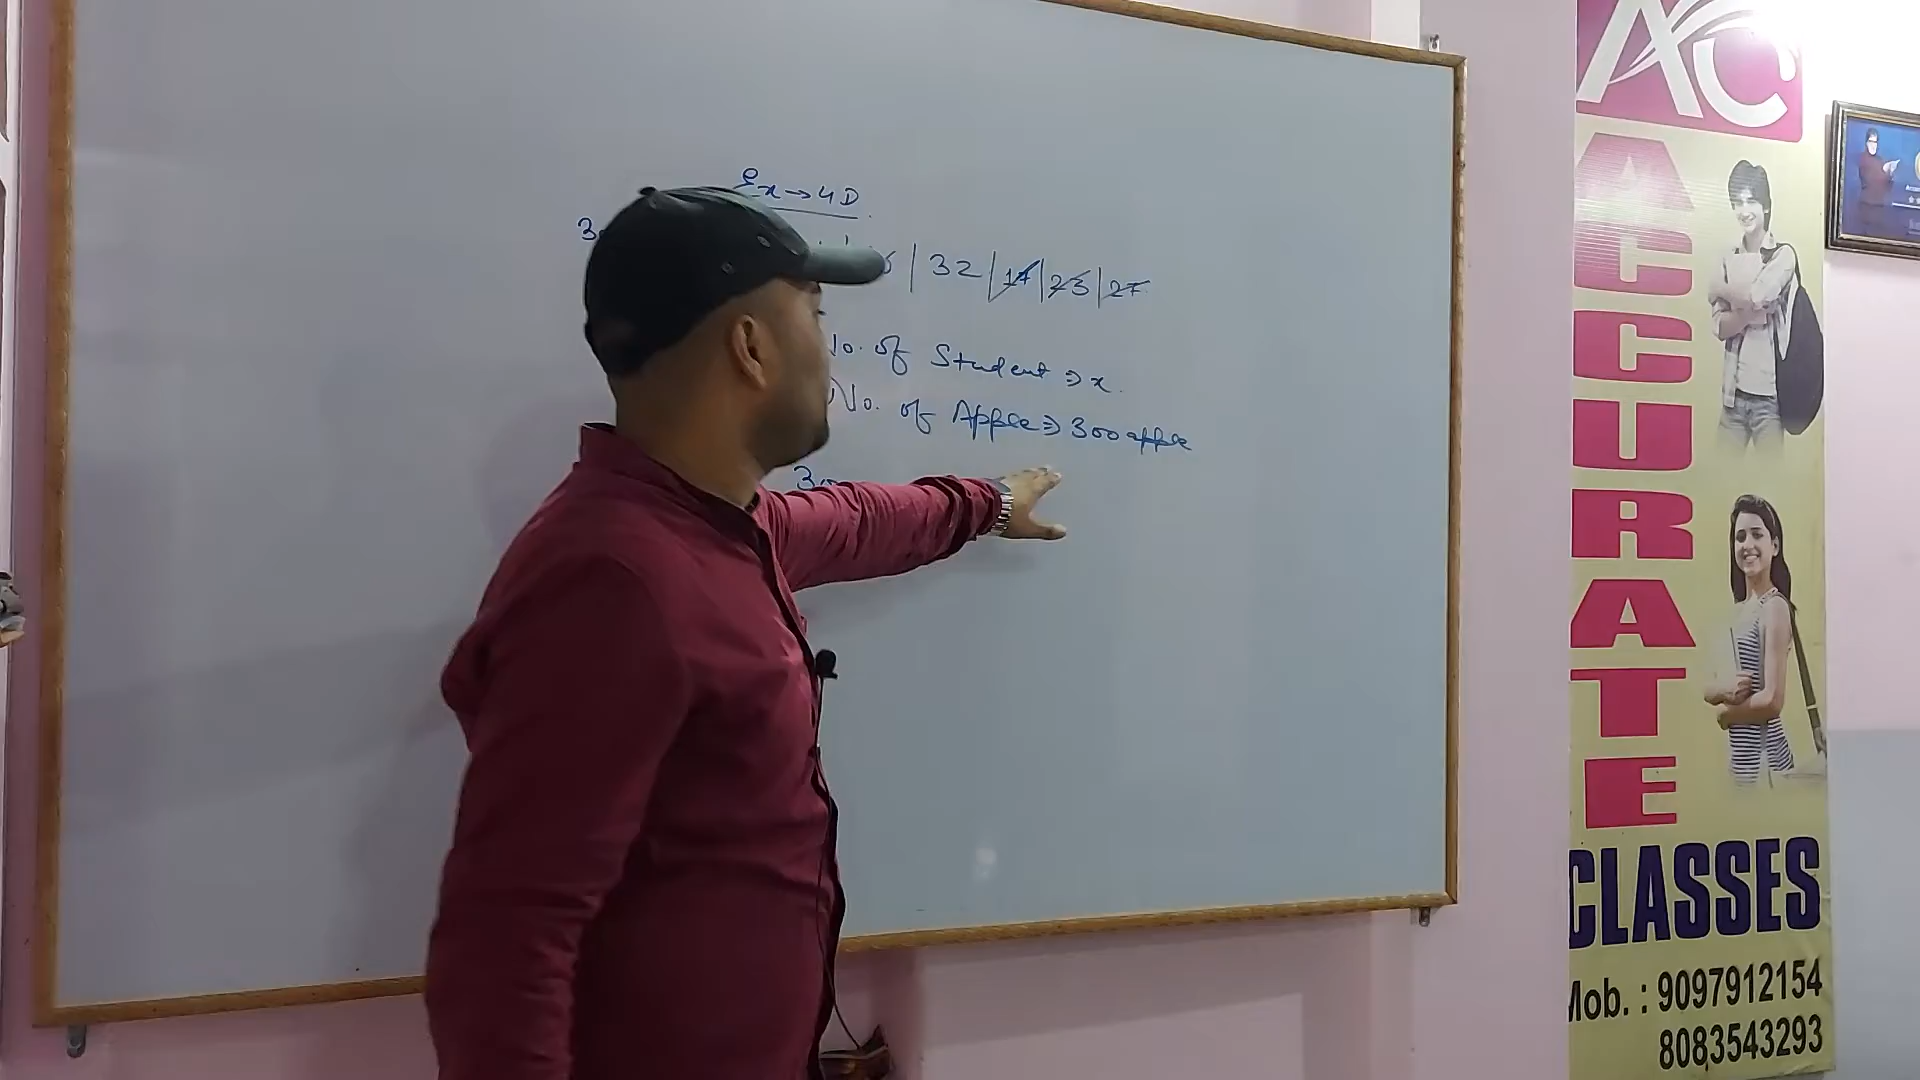 Ex→4D
32 | 17 | 23 | 27
No. of Student ⇒ x.
No. of Apple ⇒ 300 apple
AC
ACCURATE
CLASSES
Mob. : 9097912154
8083543293